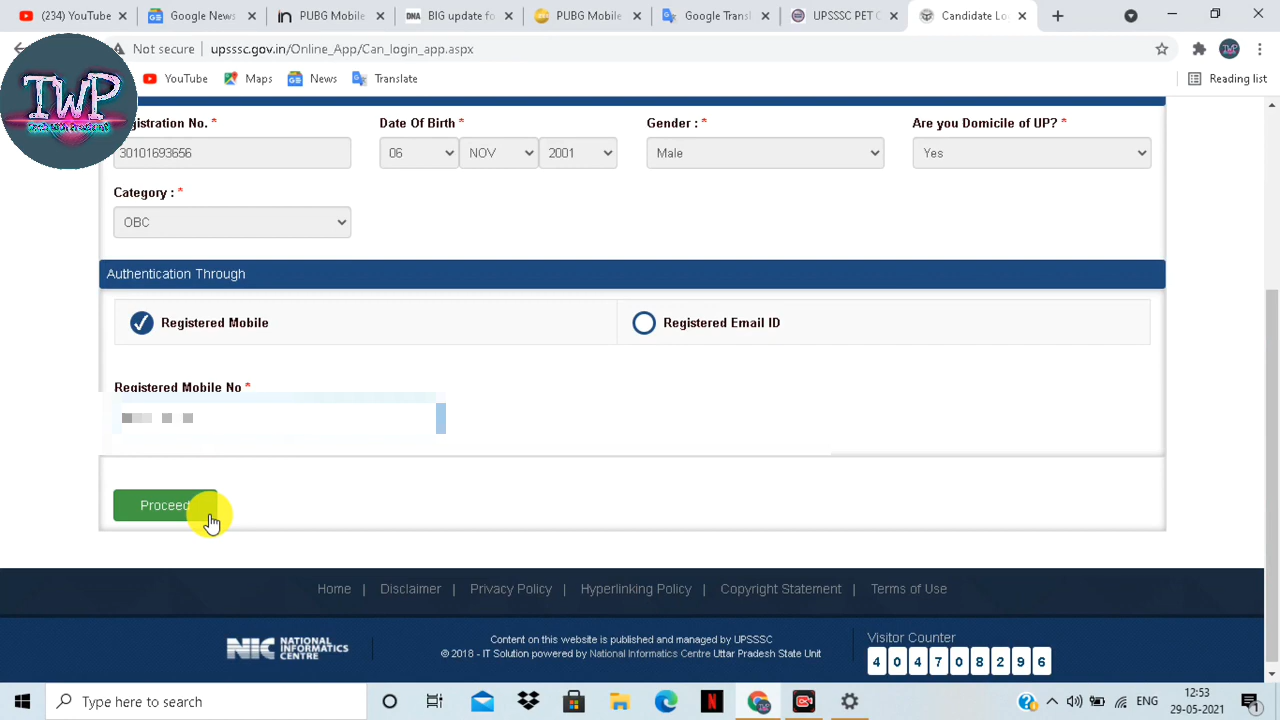 (234) YouTube
Google News
PUBG Mobile
DNA BIG update fo
PUBG Mobile
Google Transl
UPSSSC PET O
Candidate Lo
Not secure upsssc.gov.in/Online_App/Can_login_app.aspx
YouTube Maps News Translate Reading list
IWP
egistration No. * Date Of Birth * Gender : * Are you Domicile of UP? *
30101693656 06 NOV 2001 Male Yes
Category : *
OBC
Authentication Through
Registered Mobile Registered Email ID
Registered Mobile No *
Proceed
Home | Disclaimer | Privacy Policy | Hyperlinking Policy | Copyright Statement | Terms of Use
NIC NATIONAL INFORMATICS CENTRE
Content on this website is published and managed by UPSSSC
© 2018 - IT Solution powered by National Informatics Centre Uttar Pradesh State Unit
Visitor Counter
4 0 4 7 0 8 2 9 6
Type here to search
ENG
12:53
29-05-2021
1